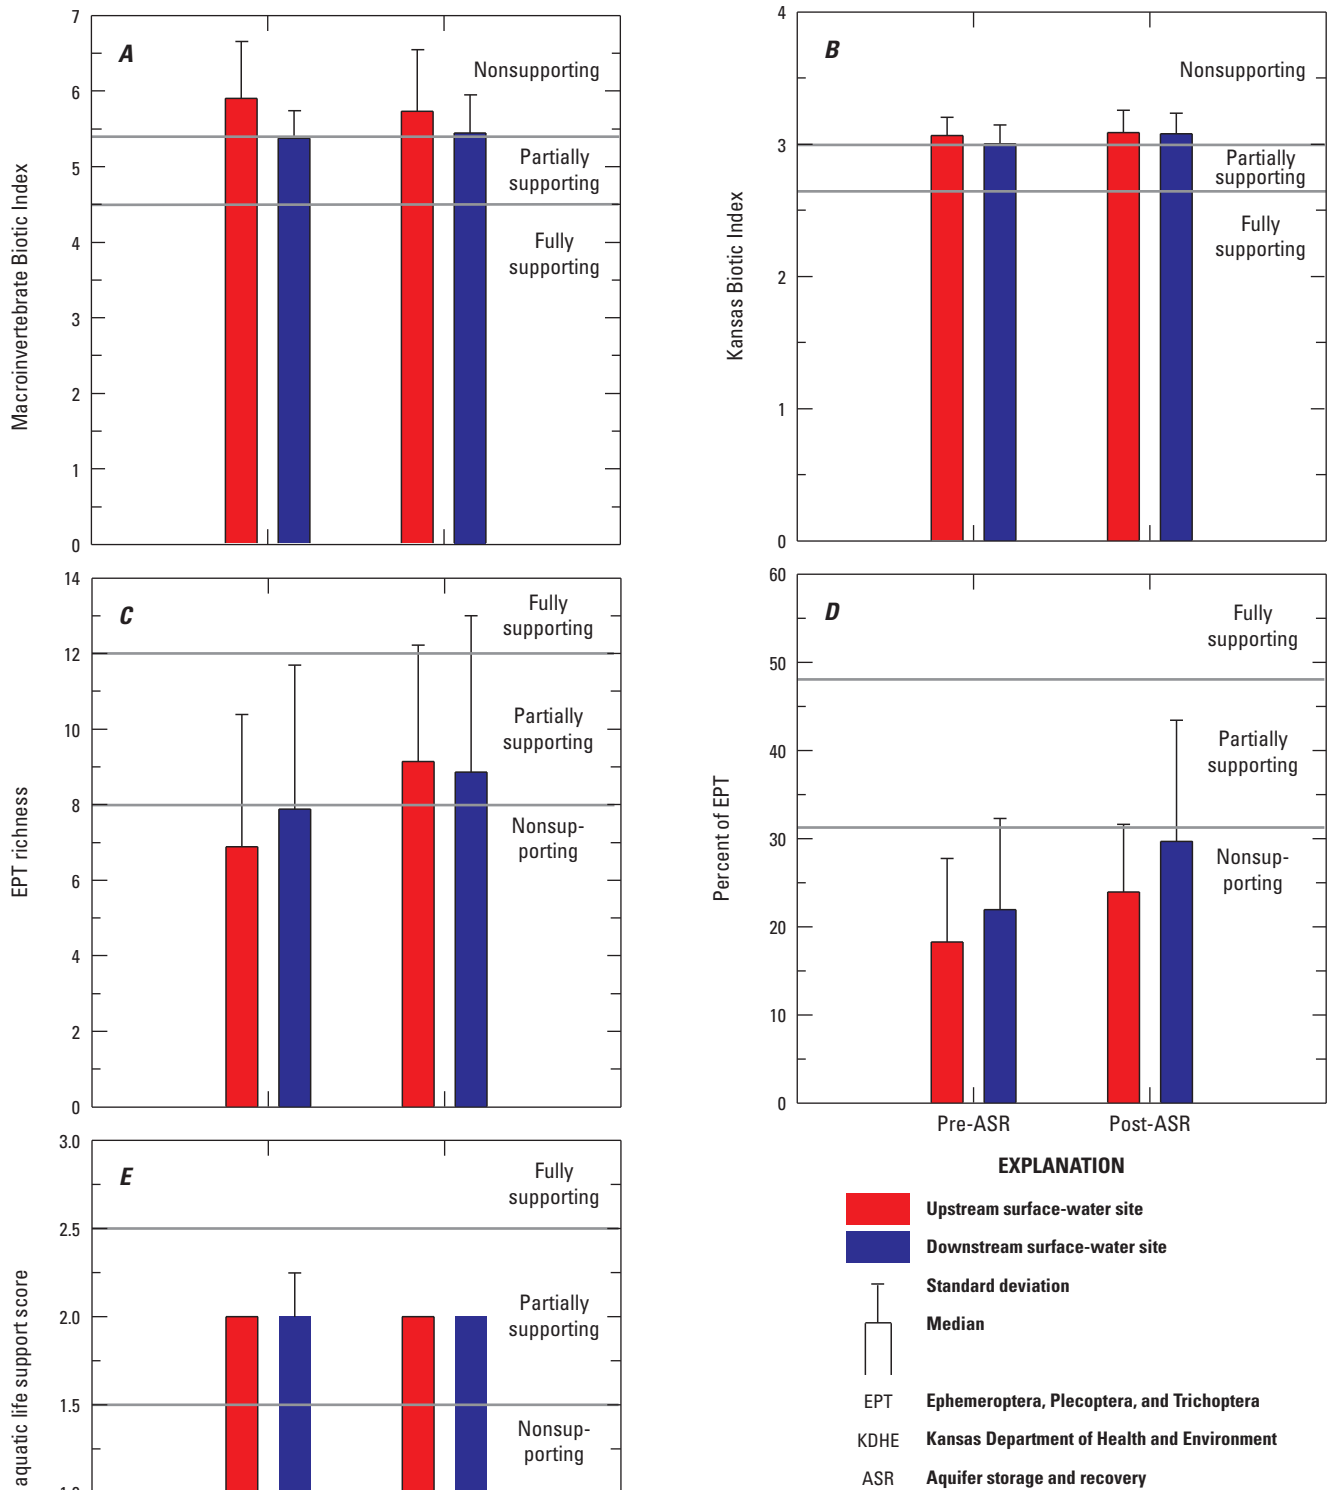 A
Macroinvertebrate Biotic Index
7
6
5
4
3
2
1
0
Nonsupporting
Partially
supporting
Fully
supporting
B
Kansas Biotic Index
4
3
2
1
0
Nonsupporting
Partially
supporting
Fully
supporting
C
EPT richness
14
12
10
8
6
4
2
0
Fully
supporting
Partially
supporting
Nonsup-
porting
D
Percent of EPT
60
50
40
30
20
10
0
Fully
supporting
Partially
supporting
Nonsup-
porting
Pre-ASR
Post-ASR
E
aquatic life support score
3.0
2.5
2.0
1.5
Fully
supporting
Partially
supporting
Nonsup-
porting
EXPLANATION
Upstream surface-water site
Downstream surface-water site
Standard deviation
Median
EPT Ephemeroptera, Plecoptera, and Trichoptera
KDHE Kansas Department of Health and Environment
ASR Aquifer storage and recovery